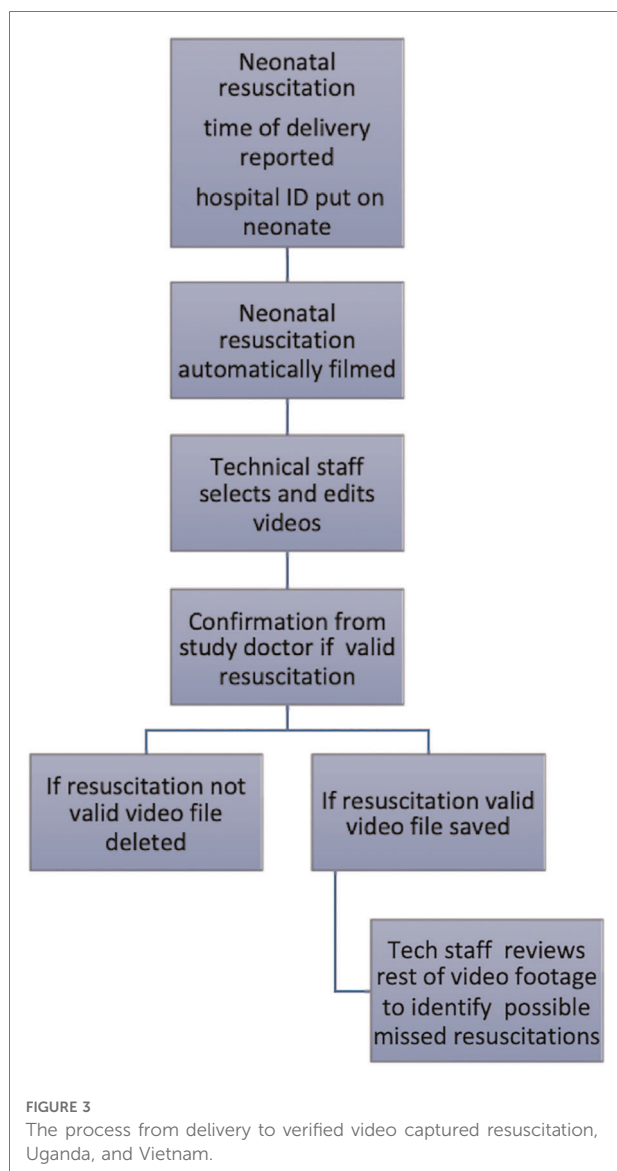 Neonatal
resuscitation
time of delivery
reported
hospital ID put on
neonate
Neonatal
resuscitation
automatically filmed
Technical staff
selects and edits
videos
Confirmation from
study doctor if valid
resuscitation
If resuscitation not
valid video file
deleted
If resuscitation valid
video file saved
Tech staff reviews
rest of video footage
to identify possible
missed resuscitations
FIGURE 3
The process from delivery to verified video captured resuscitation,
Uganda, and Vietnam.